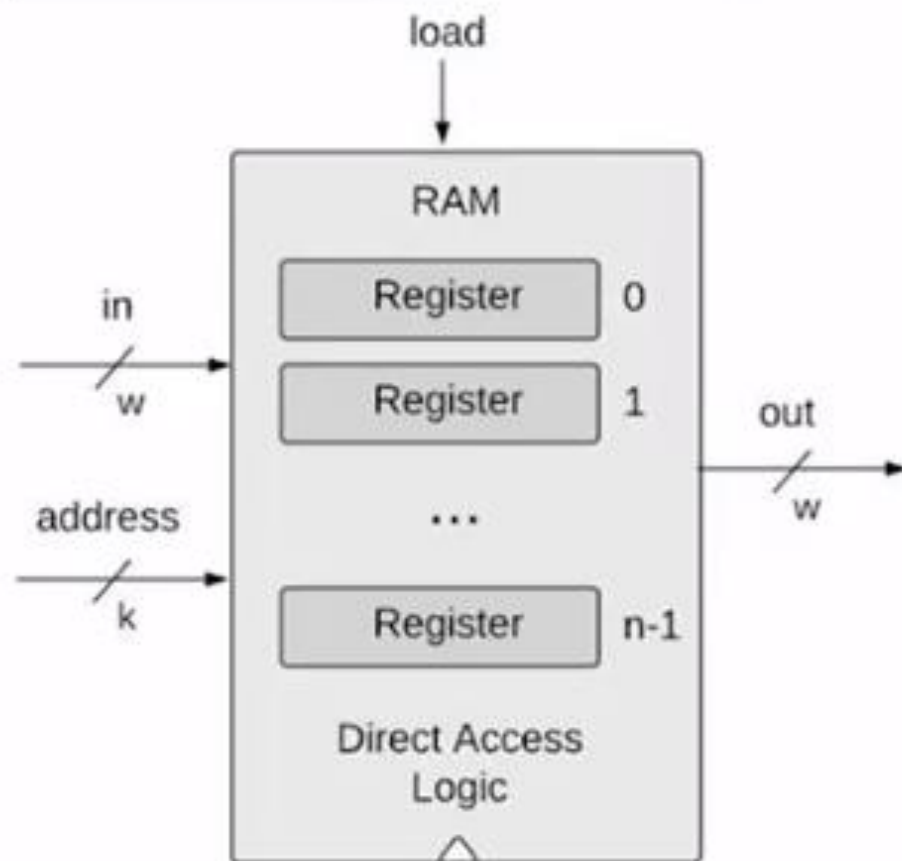 load
RAM
in
Register 0
w
Register 1
out
address
...
w
k
Register n-1
Direct Access
Logic